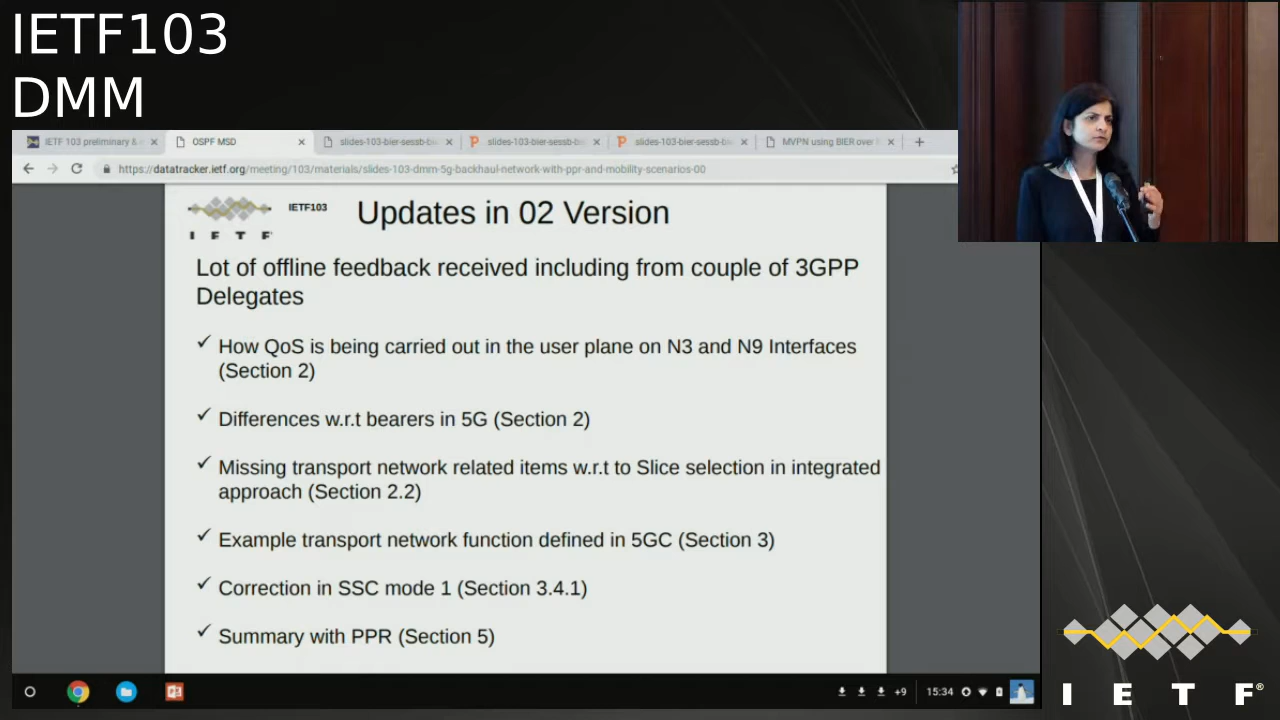 IETF103
DMM
IETF 103 preliminary &
OSPF MSD
slides-103-bier-sessb-bi
slides-103-bier-sessb-bi
slides-103-bier-sessb-bi
MVPN using BIER over
https://datatracker.ietf.org/meeting/103/materials/slides-103-dmm-5g-backhaul-network-with-ppr-and-mobility-scenarios-00
IETF103
Updates in 02 Version
I E T F
Lot of offline feedback received including from couple of 3GPP
Delegates
✓ How QoS is being carried out in the user plane on N3 and N9 Interfaces
(Section 2)
✓ Differences w.r.t bearers in 5G (Section 2)
✓ Missing transport network related items w.r.t to Slice selection in integrated
approach (Section 2.2)
✓ Example transport network function defined in 5GC (Section 3)
✓ Correction in SSC mode 1 (Section 3.4.1)
✓ Summary with PPR (Section 5)
+9 15:34
I E T F®